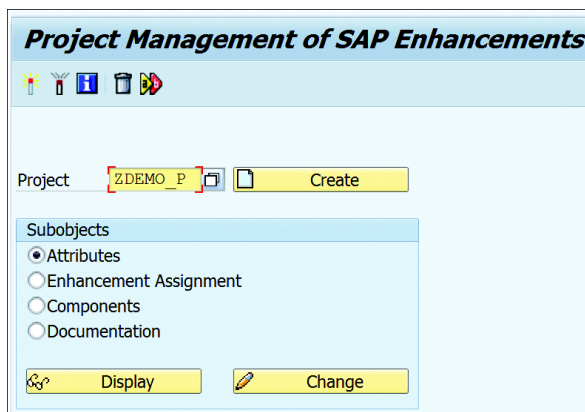 Project Management of SAP Enhancements
Project ZDEMO_P Create
Subobjects
Attributes
Enhancement Assignment
Components
Documentation
Display Change